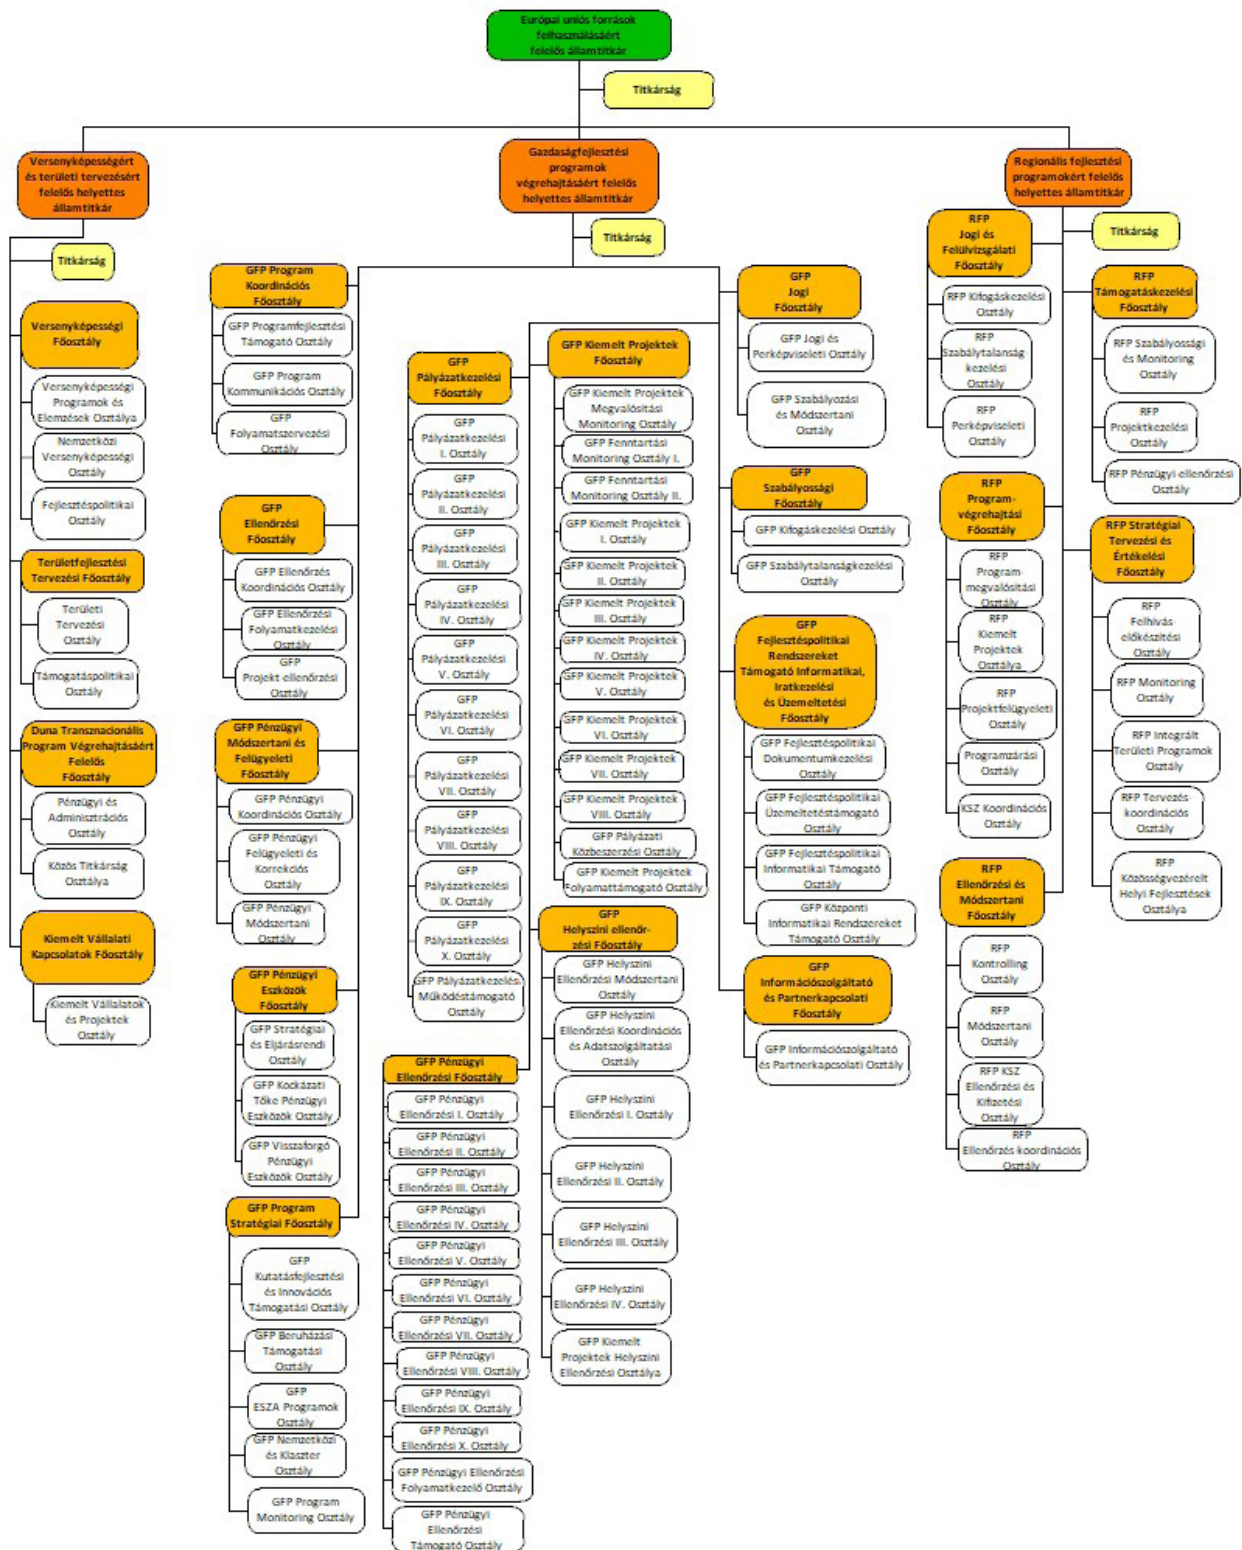 Európai uniós források
felhasználásáért
felelős államtitkár
Titkárság
Versenyképességért
és területi tervezésért
felelős helyettes
államtitkár
Titkárság
Versenyképességi
Főosztály
Versenyképességi
Programok és
Elemzések Osztálya
Nemzetközi
Versenyképességi
Osztály
Fejlesztéspolitikai
Osztály
Területfejlesztési
Tervezési Főosztály
Területi
Tervezési
Osztály
Támogatáspolitikai
Osztály
Duna Transznacionális
Program Végrehajtásáért
Felelős
Főosztály
Pénzügyi és
Adminisztrációs
Osztály
Közös Titkárság
Osztálya
Kiemelt Vállalati
Kapcsolatok Főosztály
Kiemelt Vállalatok
és Projektek Osztály
Gazdaságfejlesztési
programok
végrehajtásáért felelős
helyettes államtitkár
Titkárság
GFP Program
Koordinációs
Főosztály
GFP Programfejlesztési
Támogató Osztály
GFP Program
Kommunikációs Osztály
GFP
Folyamatszervezési
Osztály
GFP
Ellenőrzési
Főosztály
GFP Ellenőrzés
Koordinációs Osztály
GFP Ellenőrzési
Folyamatkezelési
Osztály
GFP
Projekt ellenőrzési
Osztály
GFP Pénzügyi
Módszertani és
Felügyeleti
Főosztály
GFP Pénzügyi
Koordinációs Osztály
GFP Pénzügyi
Felügyeleti és
Korrekciós
Osztály
GFP Pénzügyi
Módszertani
Osztály
GFP Pénzügyi
Eszközök
Főosztály
GFP Stratégiai
és Eljárásrendi
Osztály
GFP Kockázati
Tőke Pénzügyi
Eszközök Osztály
GFP Visszaforgó
Pénzügyi
Eszközök Osztály
GFP Program
Stratégiai Főosztály
GFP
Kutatásfejlesztési
és Innovációs
Támogatási Osztály
GFP Beruházási
Támogatási
Osztály
GFP
ESZA Programok
Osztály
GFP Nemzetközi
és Klaszter
Osztály
GFP Program
Monitoring Osztály
GFP
Pályázatkezelési
Főosztály
GFP
Pályázatkezelési
I. Osztály
GFP
Pályázatkezelési
II. Osztály
GFP
Pályázatkezelési
III. Osztály
GFP
Pályázatkezelési
IV. Osztály
GFP
Pályázatkezelési
V. Osztály
GFP
Pályázatkezelési
VI. Osztály
GFP
Pályázatkezelési
VII. Osztály
GFP
Pályázatkezelési
VIII. Osztály
GFP
Pályázatkezelési
IX. Osztály
GFP
Pályázatkezelési
X. Osztály
GFP Pályázatkezelési
Működéstámogató
Osztály
GFP Pénzügyi
Ellenőrzési Főosztály
GFP Pénzügyi
Ellenőrzési I. Osztály
GFP Pénzügyi
Ellenőrzési II. Osztály
GFP Pénzügyi
Ellenőrzési III. Osztály
GFP Pénzügyi
Ellenőrzési IV. Osztály
GFP Pénzügyi
Ellenőrzési V. Osztály
GFP Pénzügyi
Ellenőrzési VI. Osztály
GFP Pénzügyi
Ellenőrzési VII. Osztály
GFP Pénzügyi
Ellenőrzési VIII. Osztály
GFP Pénzügyi
Ellenőrzési IX. Osztály
GFP Pénzügyi
Ellenőrzési X. Osztály
GFP Pénzügyi Ellenőrzési
Folyamatkezelő Osztály
GFP Pénzügyi
Ellenőrzési
Támogató Osztály
GFP Kiemelt Projektek
Főosztály
GFP Kiemelt Projektek
Megvalósítási
Monitoring Osztály
GFP Fenntartási
Monitoring Osztály I.
GFP Fenntartási
Monitoring Osztály II.
GFP Kiemelt Projektek
I. Osztály
GFP Kiemelt Projektek
II. Osztály
GFP Kiemelt Projektek
III. Osztály
GFP Kiemelt Projektek
IV. Osztály
GFP Kiemelt Projektek
V. Osztály
GFP Kiemelt Projektek
VI. Osztály
GFP Kiemelt Projektek
VII. Osztály
GFP Kiemelt Projektek
VIII. Osztály
GFP Pályázati
Közbeszerzési Osztály
GFP Kiemelt Projektek
Folyamattámogató Osztály
GFP
Helyszíni ellenőr-
zési Főosztály
GFP Helyszíni
Ellenőrzési Módszertani
Osztály
GFP Helyszíni
Ellenőrzési Koordinációs
és Adatszolgáltatási
Osztály
GFP Helyszíni
Ellenőrzési I. Osztály
GFP Helyszíni
Ellenőrzési II. Osztály
GFP Helyszíni
Ellenőrzési III. Osztály
GFP Helyszíni
Ellenőrzési IV. Osztály
GFP Kiemelt
Projektek Helyszíni
Ellenőrzési Osztálya
GFP
Jogi
Főosztály
GFP Jogi és
Perképviseleti Osztály
GFP Szabályozási
és Módszertani
Osztály
GFP
Szabályossági
Főosztály
GFP Kifogáskezelési Osztály
GFP Szabálytalanságkezelési
Osztály
GFP
Fejlesztéspolitikai
Rendszereket
Támogató Informatikai,
Iratkezelési
és Üzemeltetési
Főosztály
GFP Fejlesztéspolitikai
Dokumentumkezelési
Osztály
GFP Fejlesztéspolitikai
Üzemeltetéstámogató
Osztály
GFP Fejlesztéspolitikai
Informatikai Támogató
Osztály
GFP Központi
Informatikai Rendszereket
Támogató Osztály
GFP
Információszolgáltató
és Partnerkapcsolati
Főosztály
GFP Információszolgáltató
és Partnerkapcsolati Osztály
Regionális fejlesztési
programokért felelős
helyettes államtitkár
Titkárság
RFP
Jogi és
Felülvizsgálati
Főosztály
RFP Kifogáskezelési
Osztály
RFP
Szabálytalanság
kezelési
Osztály
RFP
Perképviseleti
Osztály
RFP
Program-
végrehajtási
Főosztály
RFP
Program-
megvalósítási
Osztály
RFP
Kiemelt
Projektek
Osztálya
RFP
Projektfelügyeleti
Osztály
Programzárási
Osztály
KSZ Koordinációs
Osztály
RFP
Ellenőrzési és
Módszertani
Főosztály
RFP
Kontrolling
Osztály
RFP
Módszertani
Osztály
RFP KSZ
Ellenőrzési és
Kifizetési
Osztály
RFP
Ellenőrzés koordinációs
Osztály
RFP
Támogatáskezelési
Főosztály
RFP Szabályossági
és Monitoring
Osztály
RFP
Projektkezelési
Osztály
RFP Pénzügyi ellenőrzési
Osztály
RFP Stratégiai
Tervezési és
Értékelési
Főosztály
RFP
Felhívás-
előkészítési
Osztály
RFP Monitoring
Osztály
RFP Integrált
Területi Programok
Osztály
RFP Tervezés-
koordinációs
Osztály
RFP
Közösségvezérelt
Helyi Fejlesztések
Osztálya